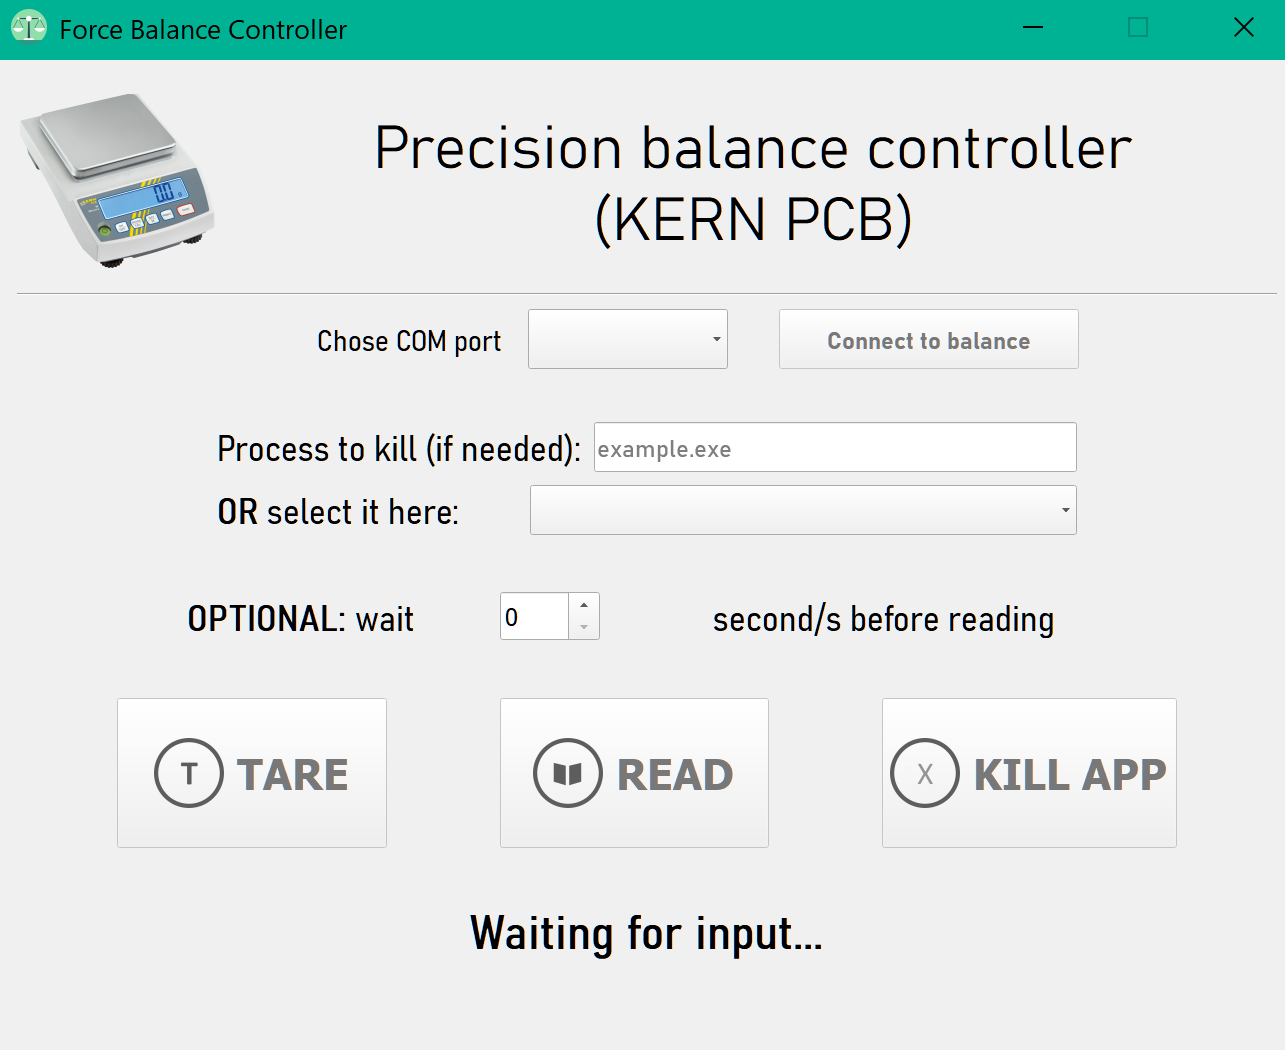 Force Balance Controller
Precision balance controller
(KERN PCB)
0.0
Chose COM port
Connect to balance
Process to kill (if needed):
example.exe
OR select it here:
OPTIONAL: wait
0
second/s before reading
T
TARE
READ
X
KILL APP
Waiting for input...